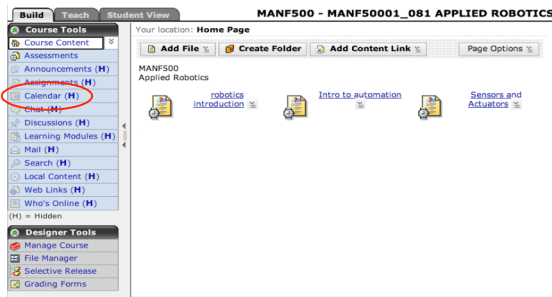 Build Teach Student View MANF500 - MANF50001_081 APPLIED ROBOTICS
Course Tools
Your location: Home Page
Course Content
Assessments
Announcements (H)
Assignments (H)
Calendar (H)
Chat (H)
Discussions (H)
Learning Modules (H)
Mail (H)
Search (H)
Local Content (H)
Web Links (H)
Who's Online (H)
(H) = Hidden
Designer Tools
Manage Course
File Manager
Selective Release
Grading Forms
Add File Create Folder Add Content Link Page Options
MANF500
Applied Robotics
robotics
introduction
Intro to automation
Sensors and
Actuators